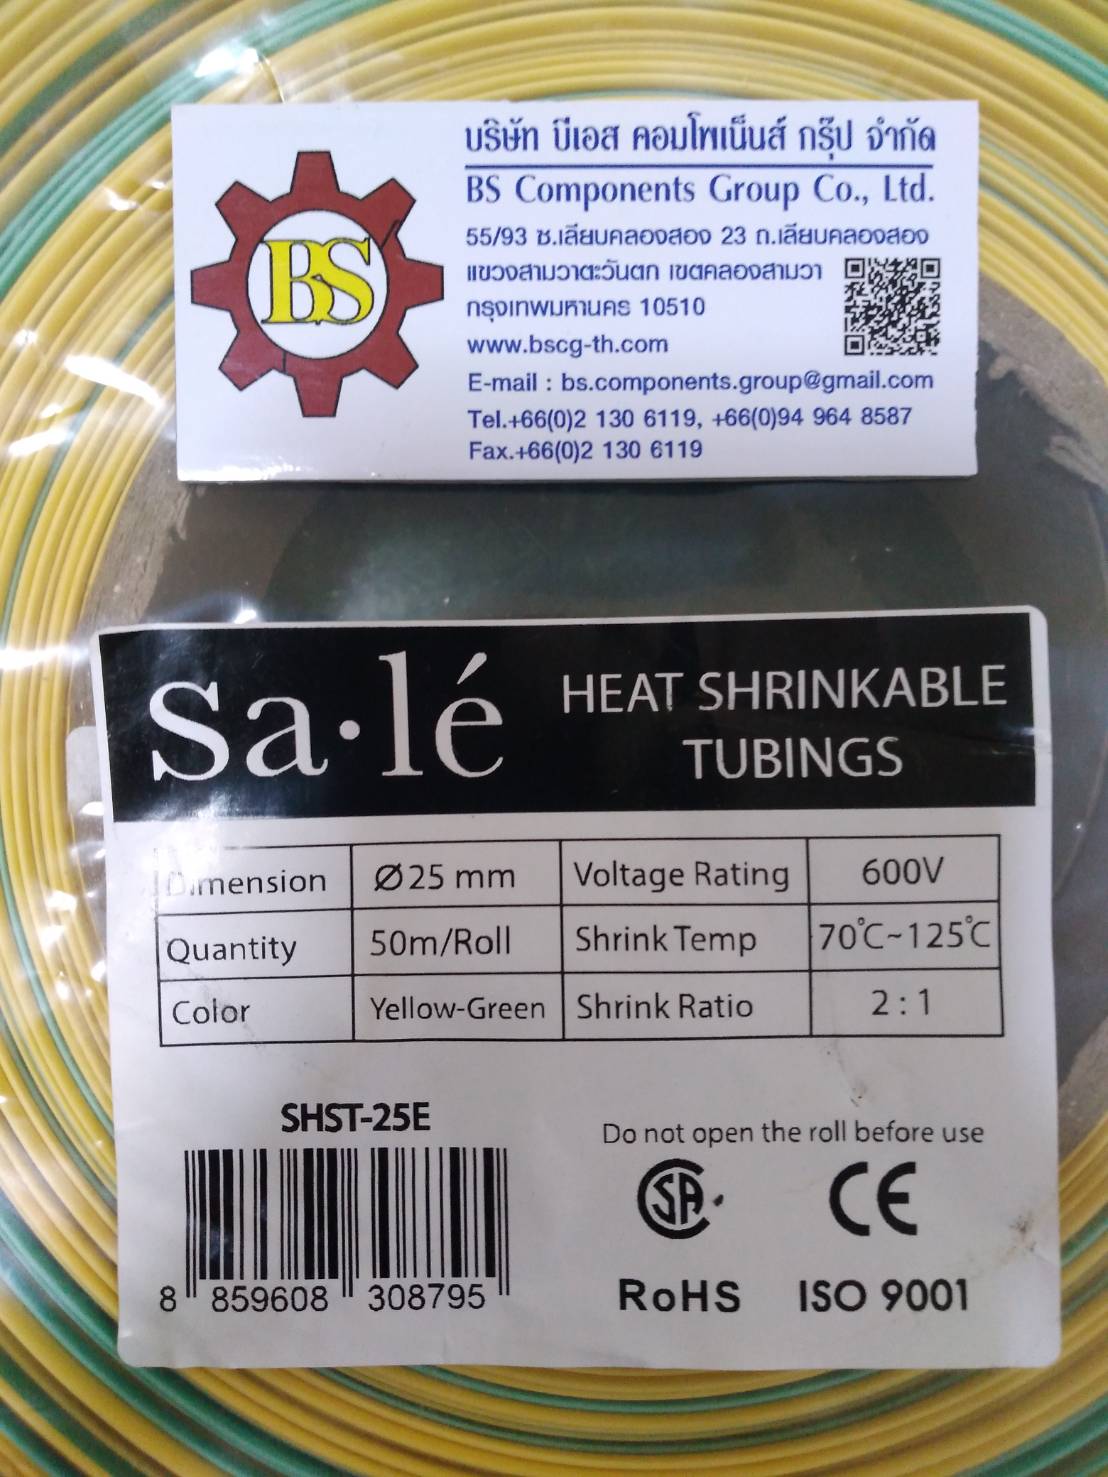 BS
บริษัท บีเอส คอมโพเน็นส์ กรุ๊ป จำกัด
BS Components Group Co., Ltd.
55/93 ซ.เลียบคลองสอง 23 ถ.เลียบคลองสอง
แขวงสามวาตะวันตก เขตคลองสามวา
กรุงเทพมหานคร 10510
www.bscg-th.com
E-mail : bs.components.group@gmail.com
Tel.+66(0)2 130 6119, +66(0)94 964 8587
Fax.+66(0)2 130 6119
sa·lé
HEAT SHRINKABLE
TUBINGS
Dimension Ø25 mm Voltage Rating 600V
Quantity 50m/Roll Shrink Temp 70℃~125℃
Color Yellow-Green Shrink Ratio 2 : 1
SHST-25E
8 859608 308795
Do not open the roll before use
SA CE
RoHS ISO 9001